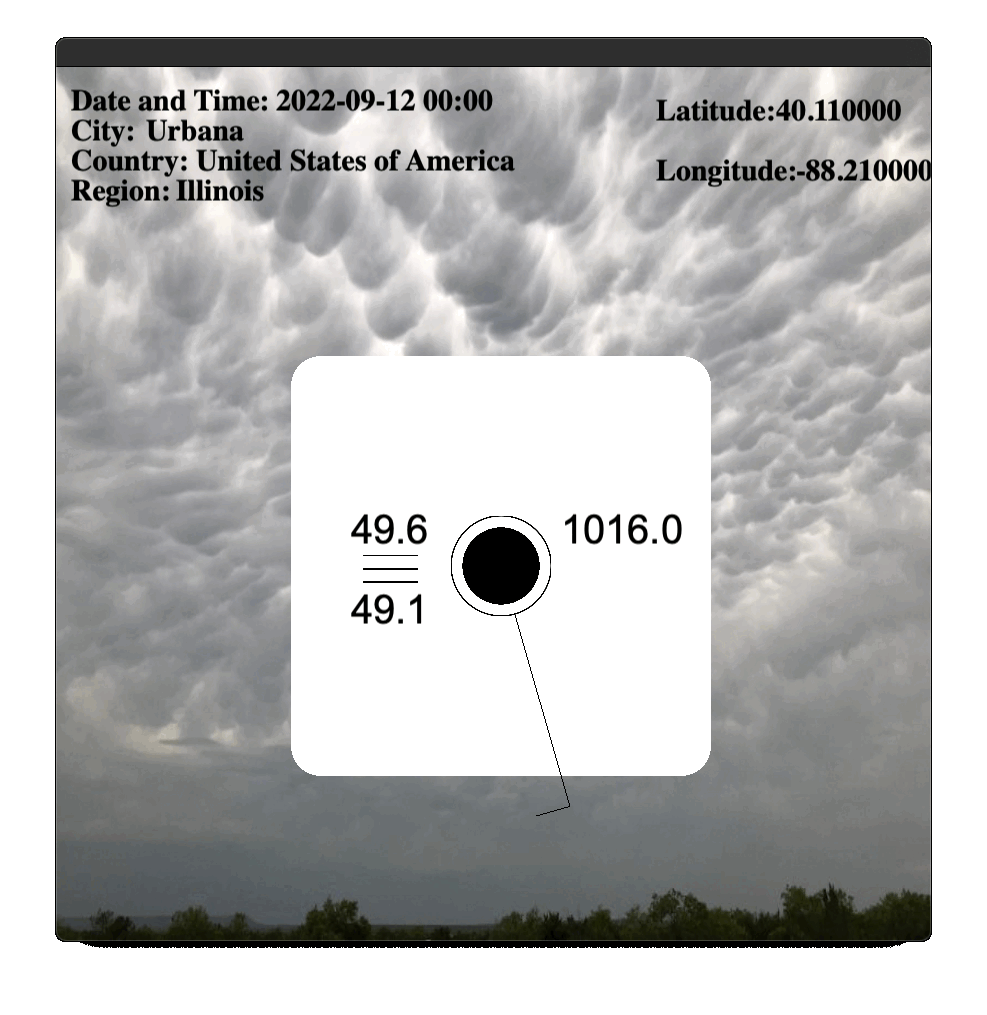 Date and Time: 2022-09-12 00:00
City: Urbana
Country: United States of America
Region: Illinois
Latitude:40.110000
Longitude:-88.210000
49.6
1016.0
49.1